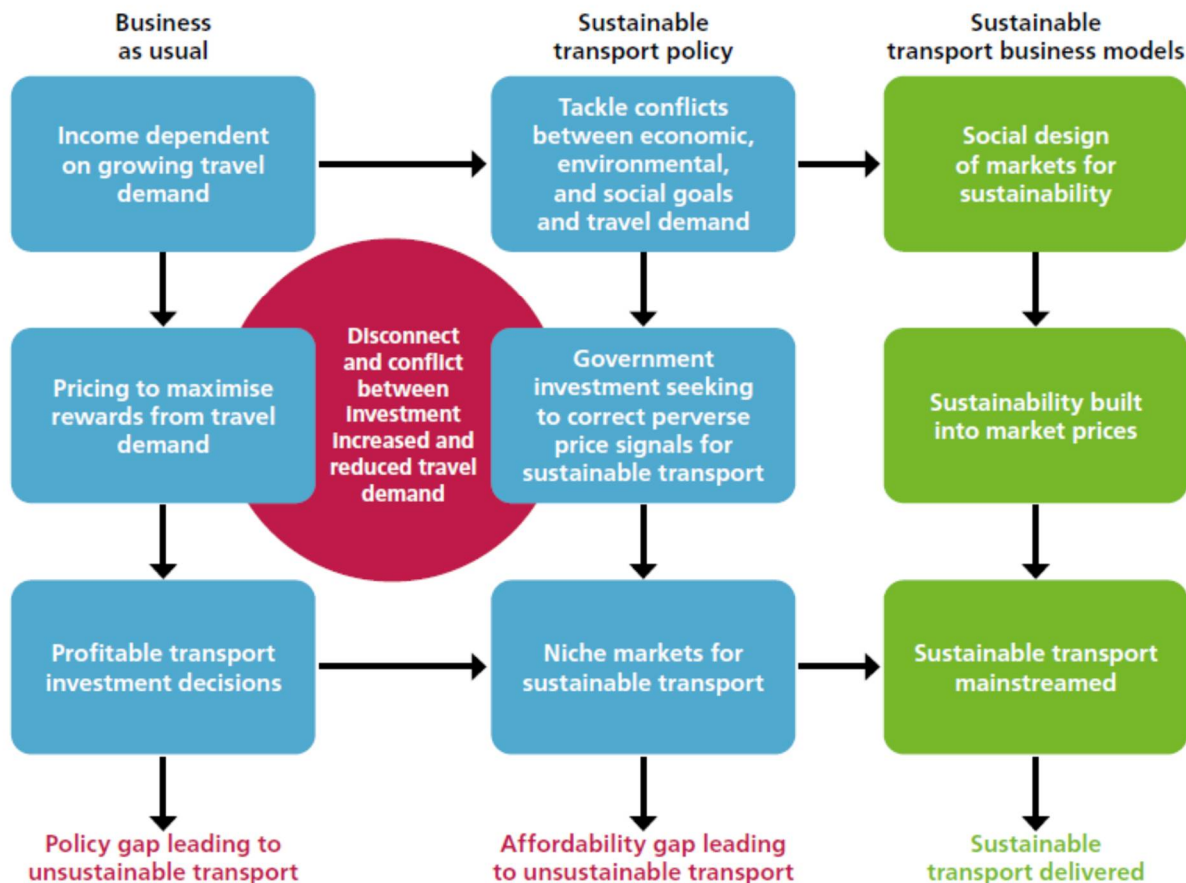 Business
as usual
Sustainable
transport policy
Sustainable
transport business models
Income dependent
on growing travel
demand
Tackle conflicts
between economic,
environmental,
and social goals
and travel demand
Social design
of markets for
sustainability
Disconnect
and conflict
between
investment
increased and
reduced travel
demand
Pricing to maximise
rewards from travel
demand
Government
investment seeking
to correct perverse
price signals for
sustainable transport
Sustainability built
into market prices
Profitable transport
investment decisions
Niche markets for
sustainable transport
Sustainable transport
mainstreamed
Policy gap leading to
unsustainable transport
Affordability gap leading
to unsustainable transport
Sustainable
transport delivered